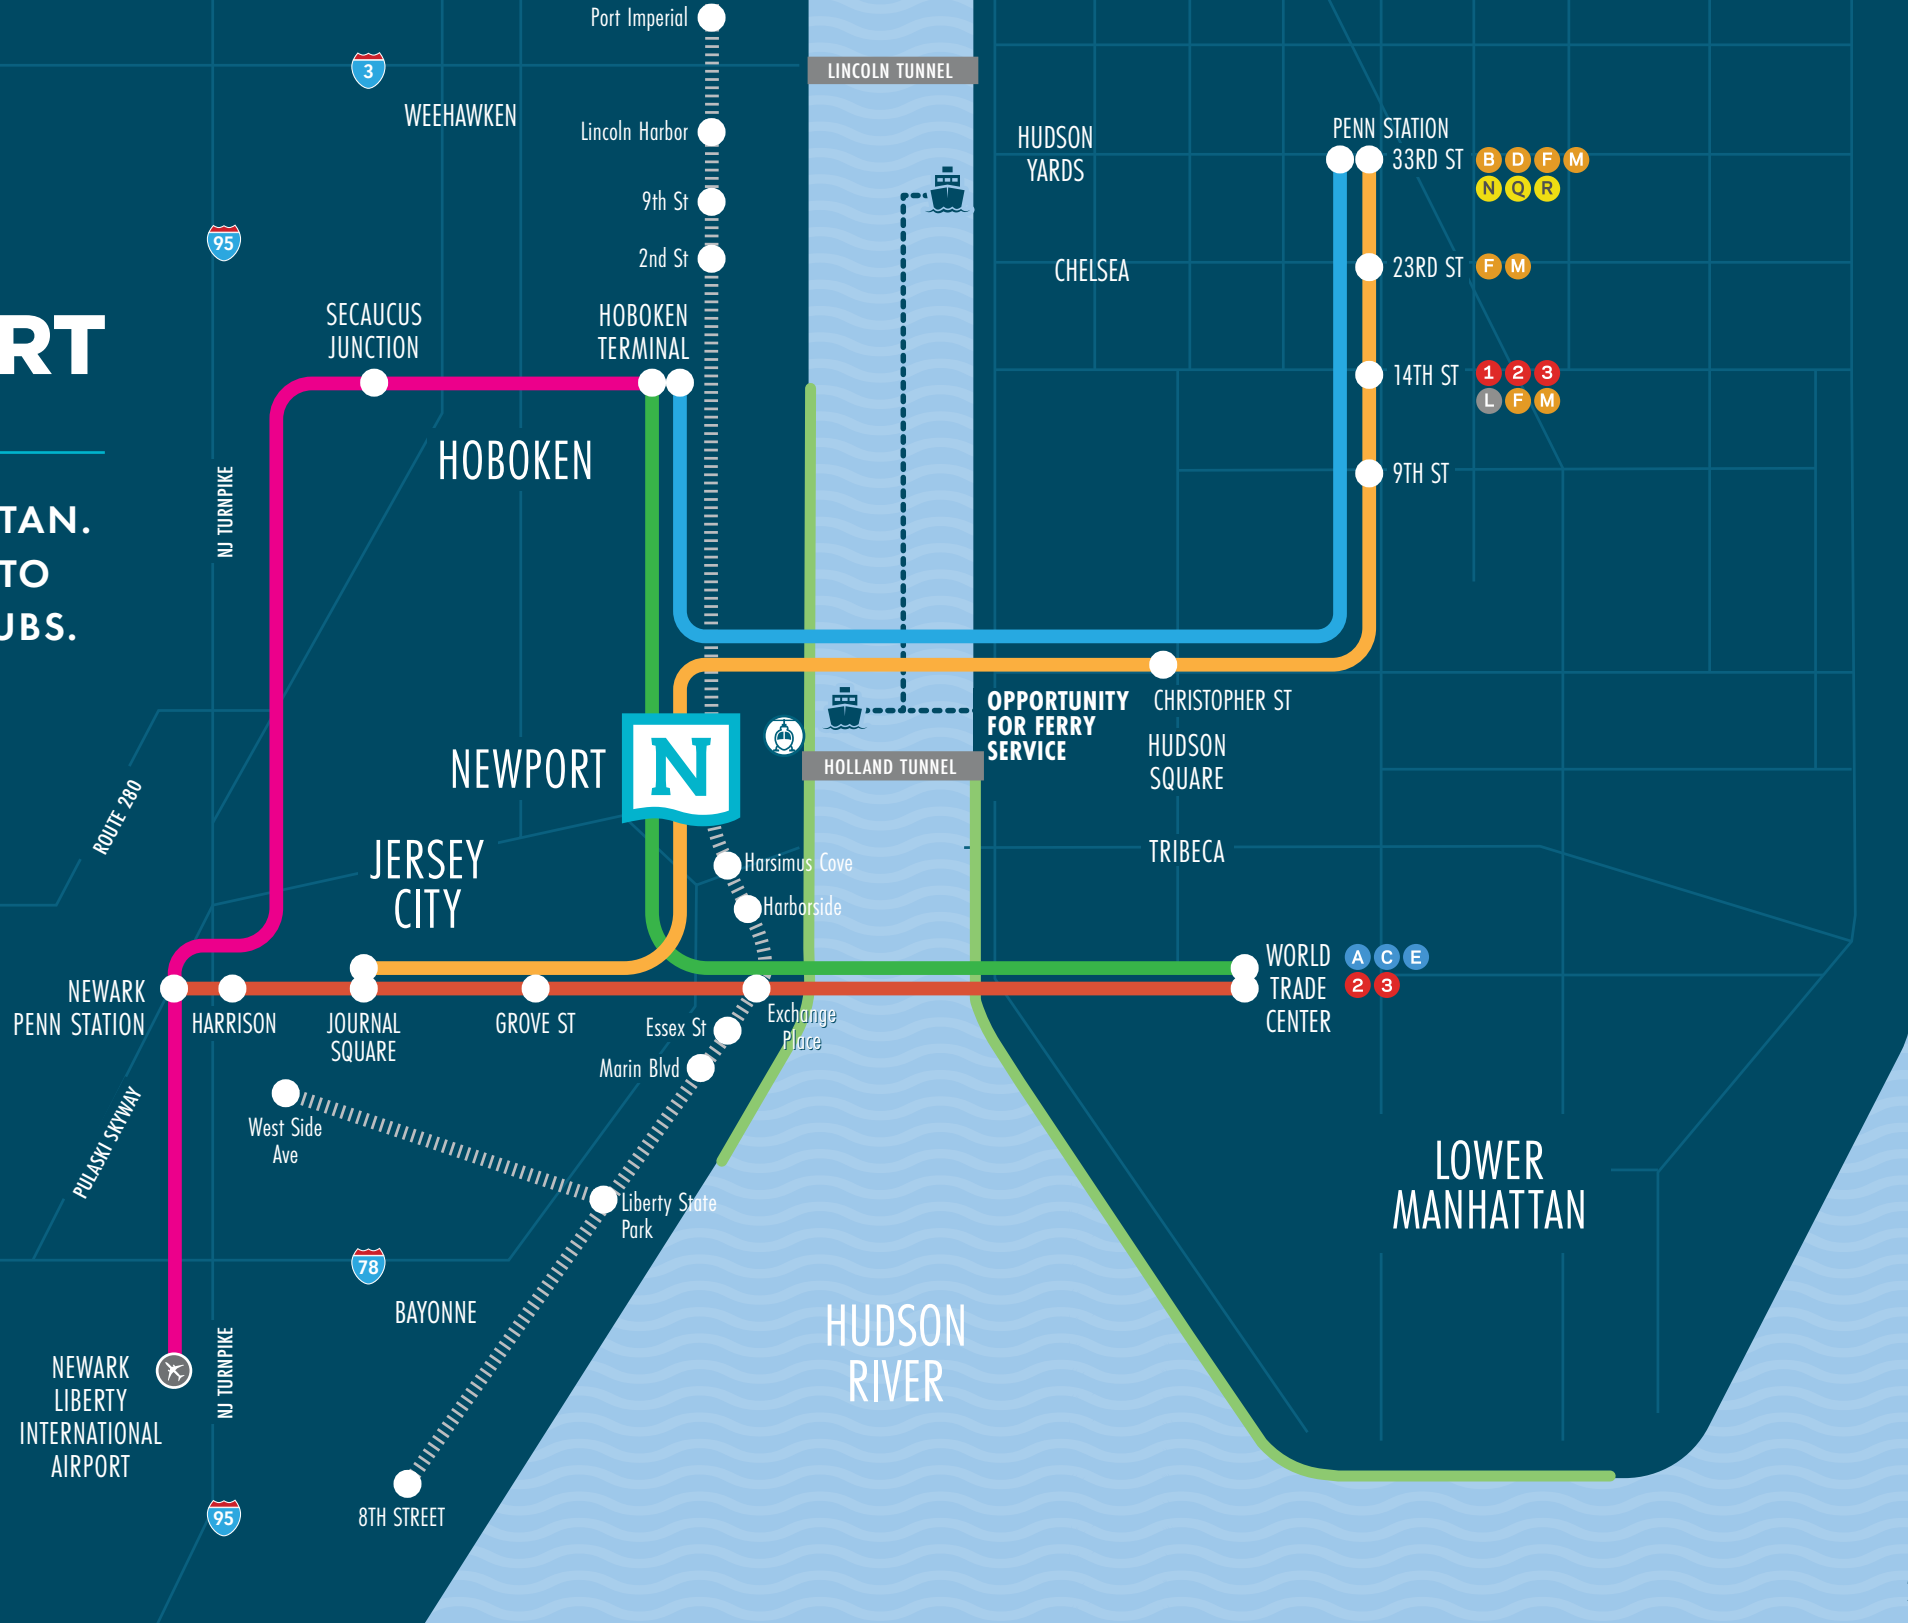 Port Imperial
LINCOLN TUNNEL
3
WEEHAWKEN
Lincoln Harbor
HUDSON
YARDS
PENN STATION
33RD ST B D F M
N Q R
9th St
95
2nd St
CHELSEA
23RD ST F M
RT
SECAUCUS
JUNCTION
HOBOKEN
TERMINAL
14TH ST 1 2 3
L F M
HOBOKEN
9TH ST
NJ TURNPIKE
TAN.
TO
UBS.
OPPORTUNITY
FOR FERRY
SERVICE
CHRISTOPHER ST
HUDSON
SQUARE
NEWPORT
N
HOLLAND TUNNEL
ROUTE 280
JERSEY
CITY
TRIBECA
Harsimus Cove
Harborside
WORLD
TRADE
CENTER
A C E
2 3
NEWARK
PENN STATION
HARRISON
JOURNAL
SQUARE
GROVE ST
Exchange
Place
Essex St
Marin Blvd
PULASKI SKYWAY
West Side
Ave
LOWER
MANHATTAN
Liberty State
Park
78
BAYONNE
HUDSON
RIVER
NJ TURNPIKE
NEWARK
LIBERTY
INTERNATIONAL
AIRPORT
95
8TH STREET